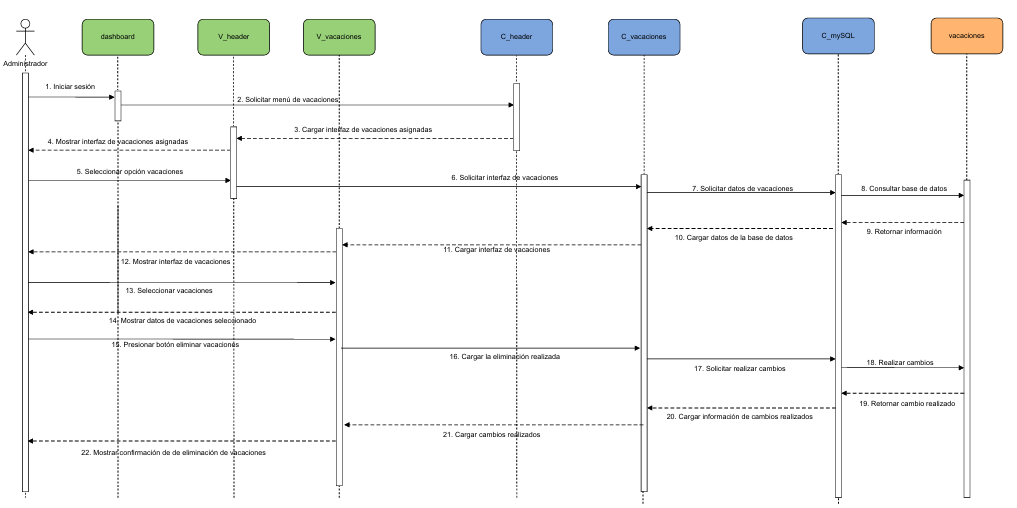 dashboard
V_header
V_vacaciones
C_header
C_vacaciones
C_mySQL
vacaciones
Administrador
1. Iniciar sesión
2. Solicitar menú de vacaciones
3. Cargar interfaz de vacaciones asignadas
4. Mostrar interfaz de vacaciones asignadas
5. Seleccionar opción vacaciones
6. Solicitar interfaz de vacaciones
7. Solicitar datos de vacaciones
8. Consultar base de datos
9. Retornar información
10. Cargar datos de la base de datos
11. Cargar interfaz de vacaciones
12. Mostrar interfaz de vacaciones
13. Seleccionar vacaciones
14. Mostrar datos de vacaciones seleccionado
15. Presionar botón eliminar vacaciones
16. Cargar la eliminación realizada
17. Solicitar realizar cambios
18. Realizar cambios
19. Retornar cambio realizado
20. Cargar información de cambios realizados
21. Cargar cambios realizados
22. Mostrar confirmación de de eliminación de vacaciones